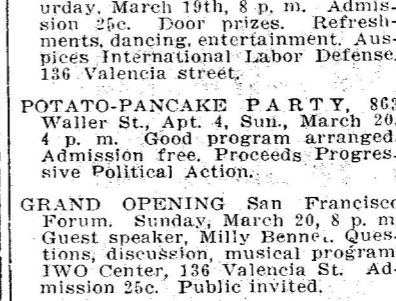 urday, March 19th, 8 p. m. Admis-
sion 25c. Door prizes. Refresh-
ments, dancing, entertainment. Aus-
pices International Labor Defense.
136 Valencia street.
POTATO-PANCAKE PARTY, 863
Waller St., Apt. 4, Sun., March 20,
4 p. m. Good program arranged.
Admission free. Proceeds Progres-
sive Political Action.
GRAND OPENING San Francisco
Forum. Sunday, March 20, 8 p. m.
Guest speaker, Milly Bennet. Ques-
tions, discussion, musical program
IWO Center, 136 Valencia St. Ad-
mission 25c. Public invited.